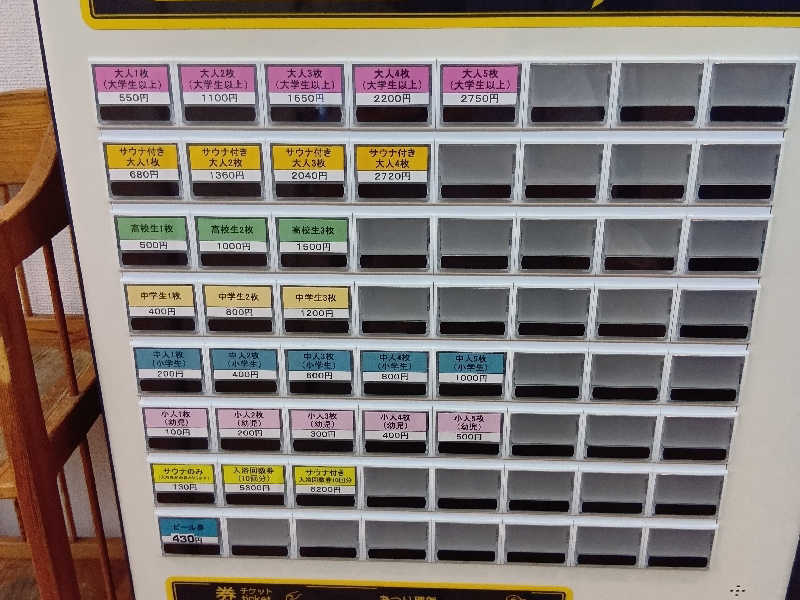 大人1枚
(大学生以上)
550円
大人2枚
(大学生以上)
1100円
大人3枚
(大学生以上)
1650円
大人4枚
(大学生以上)
2200円
大人5枚
(大学生以上)
2750円
サウナ付き
大人1枚
680円
サウナ付き
大人2枚
1360円
サウナ付き
大人3枚
2040円
サウナ付き
大人4枚
2720円
高校生1枚
500円
高校生2枚
1000円
高校生3枚
1500円
中学生1枚
400円
中学生2枚
800円
中学生3枚
1200円
中人1枚
(小学生)
200円
中人2枚
(小学生)
400円
中人3枚
(小学生)
600円
中人4枚
(小学生)
800円
中人5枚
(小学生)
1000円
小人1枚
(幼児)
100円
小人2枚
(幼児)
200円
小人3枚
(幼児)
300円
小人4枚
(幼児)
400円
小人5枚
(幼児)
500円
サウナのみ
130円
入浴回数券
(10回分)
5300円
サウナ付き
入浴回数券10回分
6200円
ビール券
430円
券 チケット
ticket